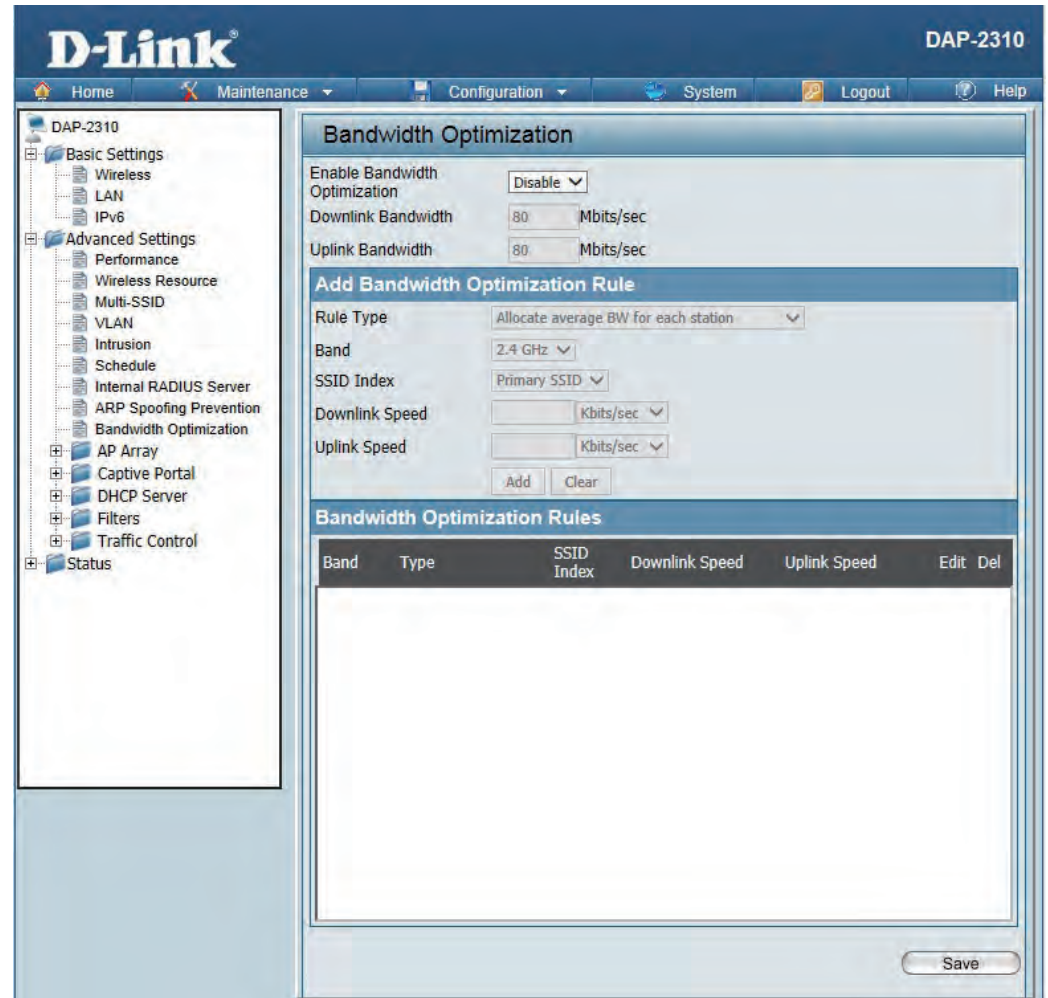 D-Link®
DAP-2310
Home
Maintenance
Configuration
System
Logout
Help
DAP-2310
Basic Settings
Wireless
LAN
IPv6
Advanced Settings
Performance
Wireless Resource
Multi-SSID
VLAN
Intrusion
Schedule
Internal RADIUS Server
ARP Spoofing Prevention
Bandwidth Optimization
AP Array
Captive Portal
DHCP Server
Filters
Traffic Control
Status
Bandwidth Optimization
Enable Bandwidth
Optimization
Disable
Downlink Bandwidth 80 Mbits/sec
Uplink Bandwidth 80 Mbits/sec
Add Bandwidth Optimization Rule
Rule Type Allocate average BW for each station
Band 2.4 GHz
SSID Index Primary SSID
Downlink Speed Kbits/sec
Uplink Speed Kbits/sec
Add Clear
Bandwidth Optimization Rules
Band Type SSID Index Downlink Speed Uplink Speed Edit Del
Save